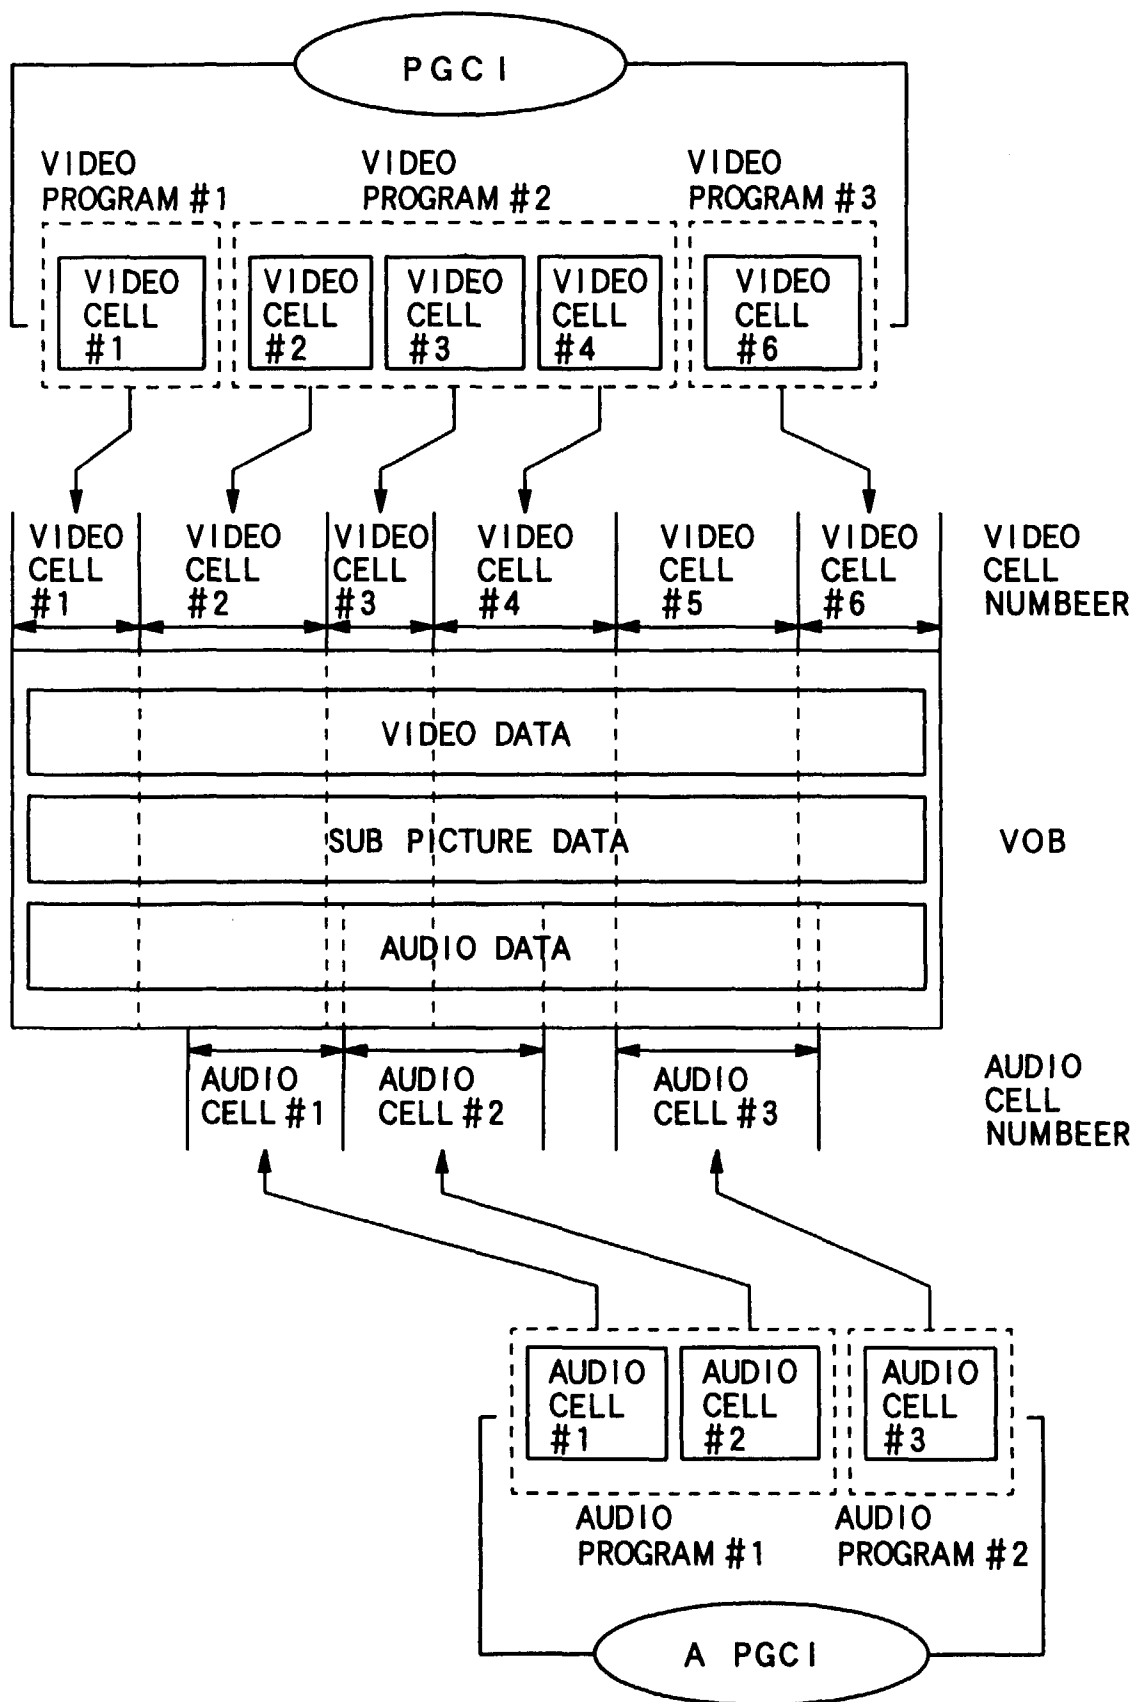 PGCI
VIDEO
PROGRAM #1
VIDEO
PROGRAM #2
VIDEO
PROGRAM #3
VIDEO
CELL
#1
VIDEO
CELL
#2
VIDEO
CELL
#3
VIDEO
CELL
#4
VIDEO
CELL
#6
VIDEO
CELL
#1
VIDEO
CELL
#2
VIDEO
CELL
#3
VIDEO
CELL
#4
VIDEO
CELL
#5
VIDEO
CELL
#6
VIDEO
CELL
NUMBEER
VIDEO DATA
SUB PICTURE DATA
VOB
AUDIO DATA
AUDIO
CELL #1
AUDIO
CELL #2
AUDIO
CELL #3
AUDIO
CELL
NUMBEER
AUDIO
CELL
#1
AUDIO
CELL
#2
AUDIO
CELL
#3
AUDIO
PROGRAM #1
AUDIO
PROGRAM #2
A PGCI